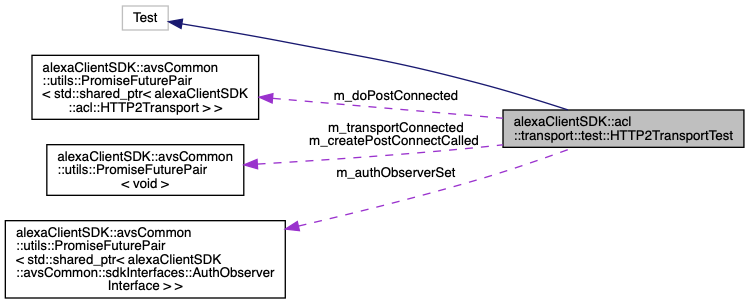 Test
alexaClientSDK::avsCommon
::utils::PromiseFuturePair
< std::shared_ptr< alexaClientSDK
::acl::HTTP2Transport > >
m_doPostConnected
alexaClientSDK::acl
::transport::test::HTTP2TransportTest
m_transportConnected
m_createPostConnectCalled
alexaClientSDK::avsCommon
::utils::PromiseFuturePair
< void >
m_authObserverSet
alexaClientSDK::avsCommon
::utils::PromiseFuturePair
< std::shared_ptr< alexaClientSDK
::avsCommon::sdkInterfaces::AuthObserver
Interface > >